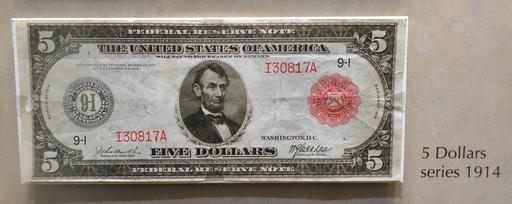 FEDERAL RESERVE NOTE
5
5
THE UNITED STATES OF AMERICA
WILL PAY TO THE BEARER ON DEMAND
I30817A 9-I
9-I
9-I I30817A
WASHINGTON, D.C.
5 FIVE DOLLARS 5
FEDERAL RESERVE NOTE
5 Dollars
series 1914